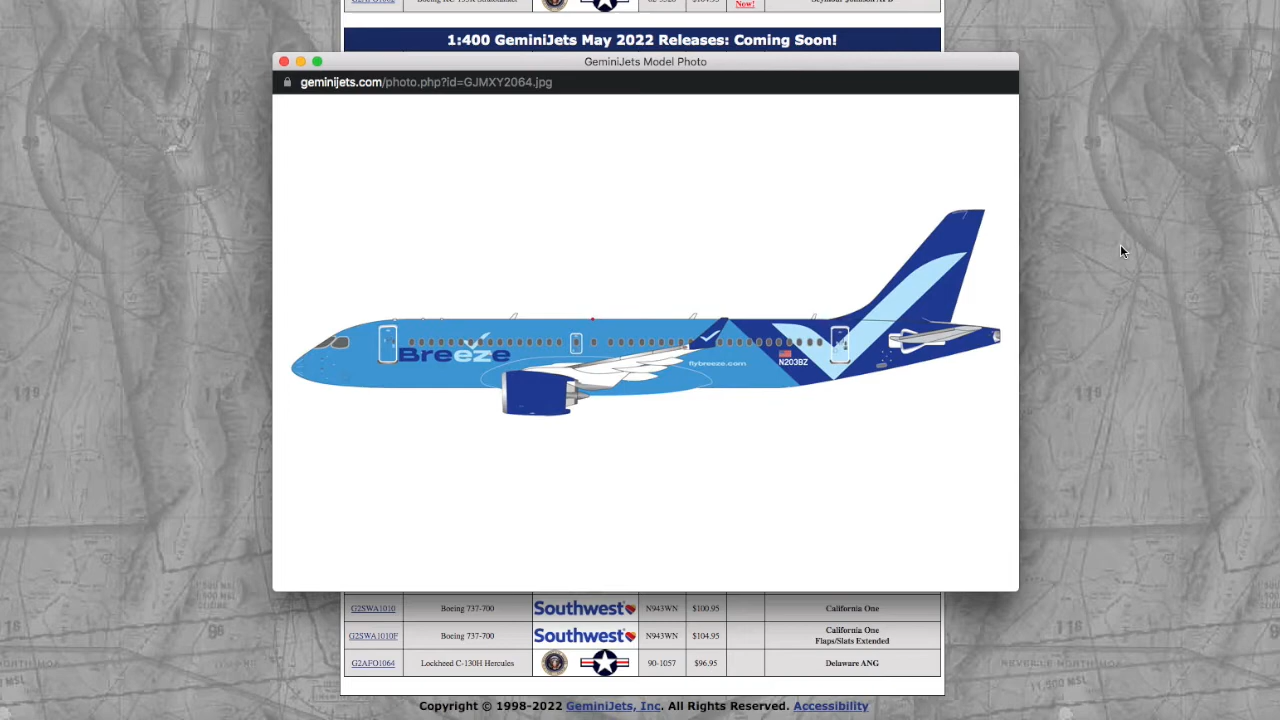 Now!
1:400 GeminiJets May 2022 Releases: Coming Soon!
GeminiJets Model Photo
geminijets.com/photo.php?id=GJMXY2064.jpg
Breeze
flybreeze.com
N203BZ
G2SWA1010 Boeing 737-700 Southwest N943WN $100.95 California One
G2SWA1010F Boeing 737-700 Southwest N943WN $104.95 California One
Flaps/Slats Extended
G2AFO1064 Lockheed C-130H Hercules 90-1057 $96.95 Delaware ANG
Copyright © 1998-2022 GeminiJets, Inc. All Rights Reserved. Accessibility